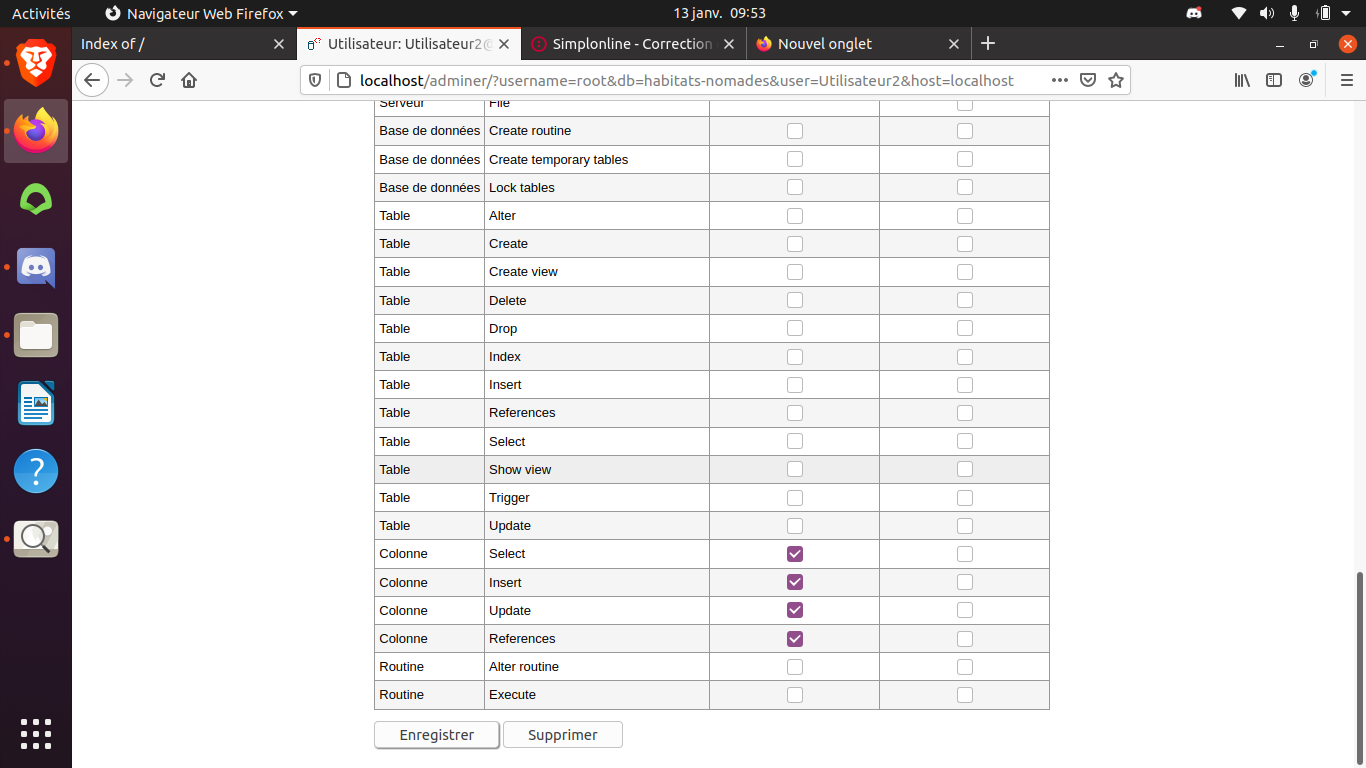 Activités Navigateur Web Firefox 13 janv. 09:53
Index of / Utilisateur: Utilisateur2@ Simplonline - Correction Nouvel onglet
localhost/adminer/?username=root&db=habitats-nomades&user=Utilisateur2&host=localhost
Serveur File
Base de données Create routine
Base de données Create temporary tables
Base de données Lock tables
Table Alter
Table Create
Table Create view
Table Delete
Table Drop
Table Index
Table Insert
Table References
Table Select
Table Show view
Table Trigger
Table Update
Colonne Select
Colonne Insert
Colonne Update
Colonne References
Routine Alter routine
Routine Execute
Enregistrer Supprimer